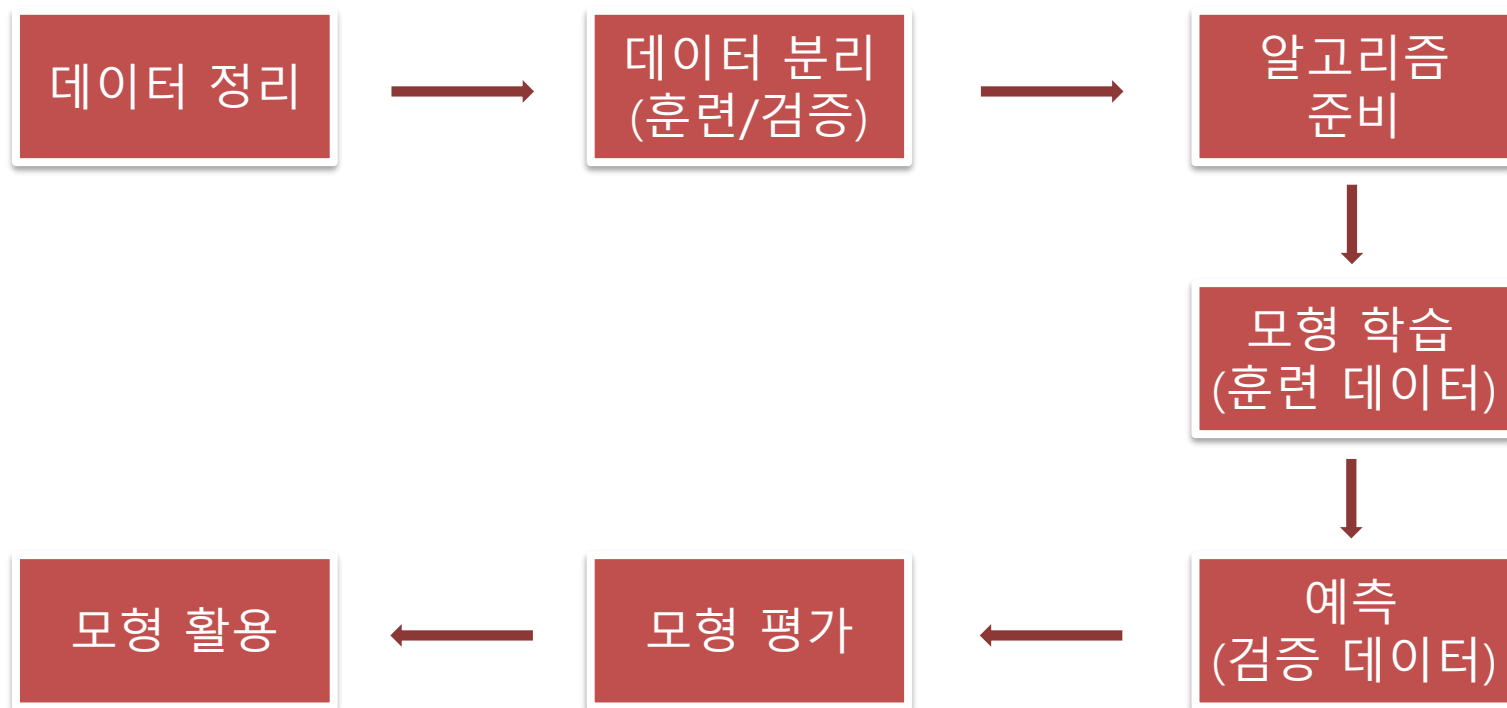 데이터 정리
데이터 분리
(훈련/검증)
알고리즘
준비
모형 학습
(훈련 데이터)
예측
(검증 데이터)
모형 평가
모형 활용